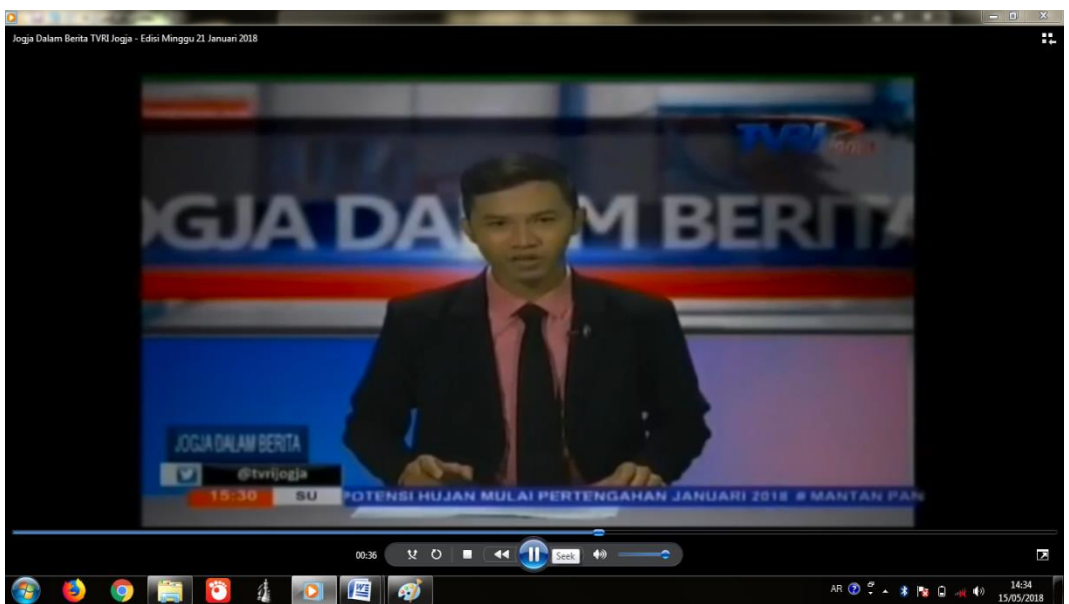 Jogja Dalam Berita TVRI Jogja - Edisi Minggu 21 Januari 2018
TVRI
OGJA DALAM BERITA
JOGJA DALAM BERITA
@tvrijogja
15:30 SU POTENSI HUJAN MULAI PERTENGAHAN JANUARI 2018 # MANTAN PAN
00:36
Seek
AR
14:34
15/05/2018